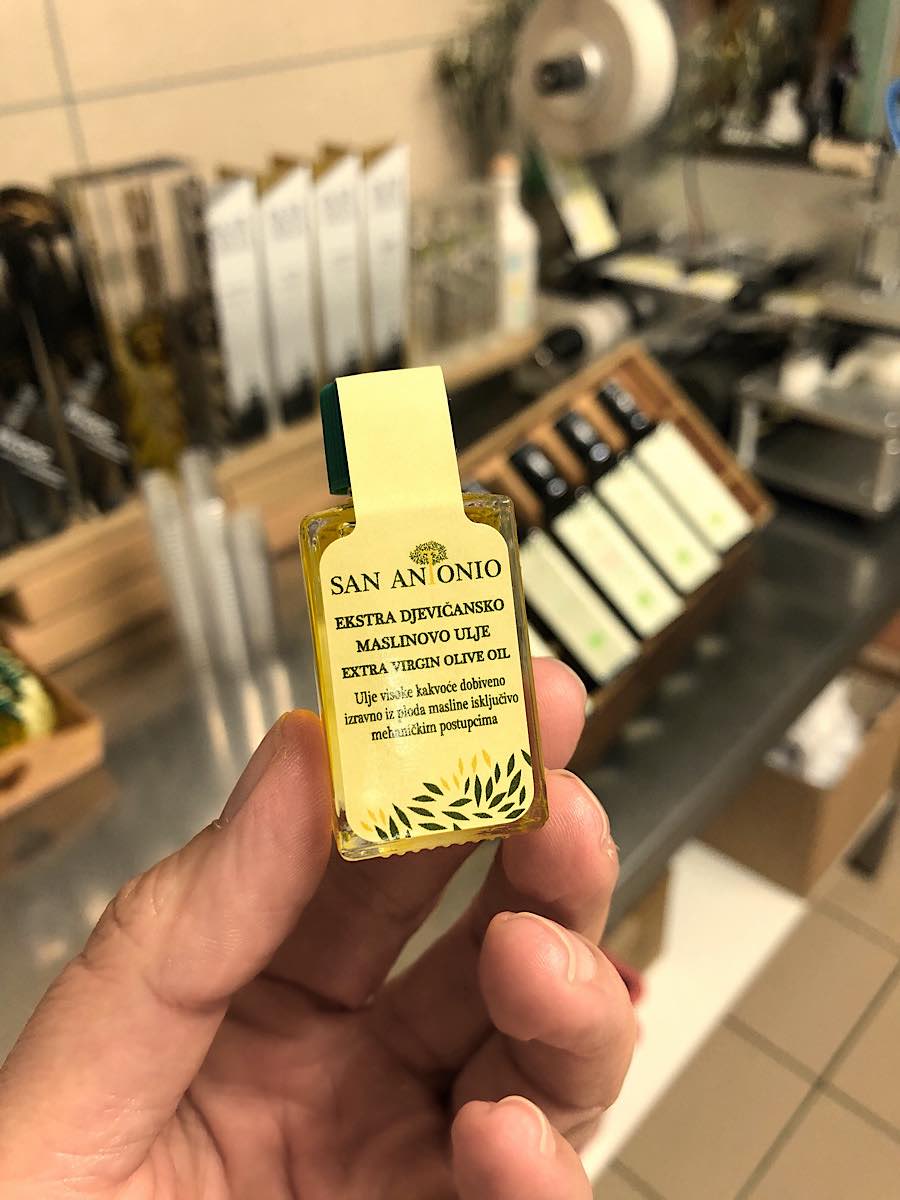 SAN ANTONIO
EKSTRA DJEVIČANSKO
MASLINOVO ULJE
EXTRA VIRGIN OLIVE OIL
Ulje visoke kakvoće dobiveno
izravno iz ploda masline isključivo
mehaničkim postupcima